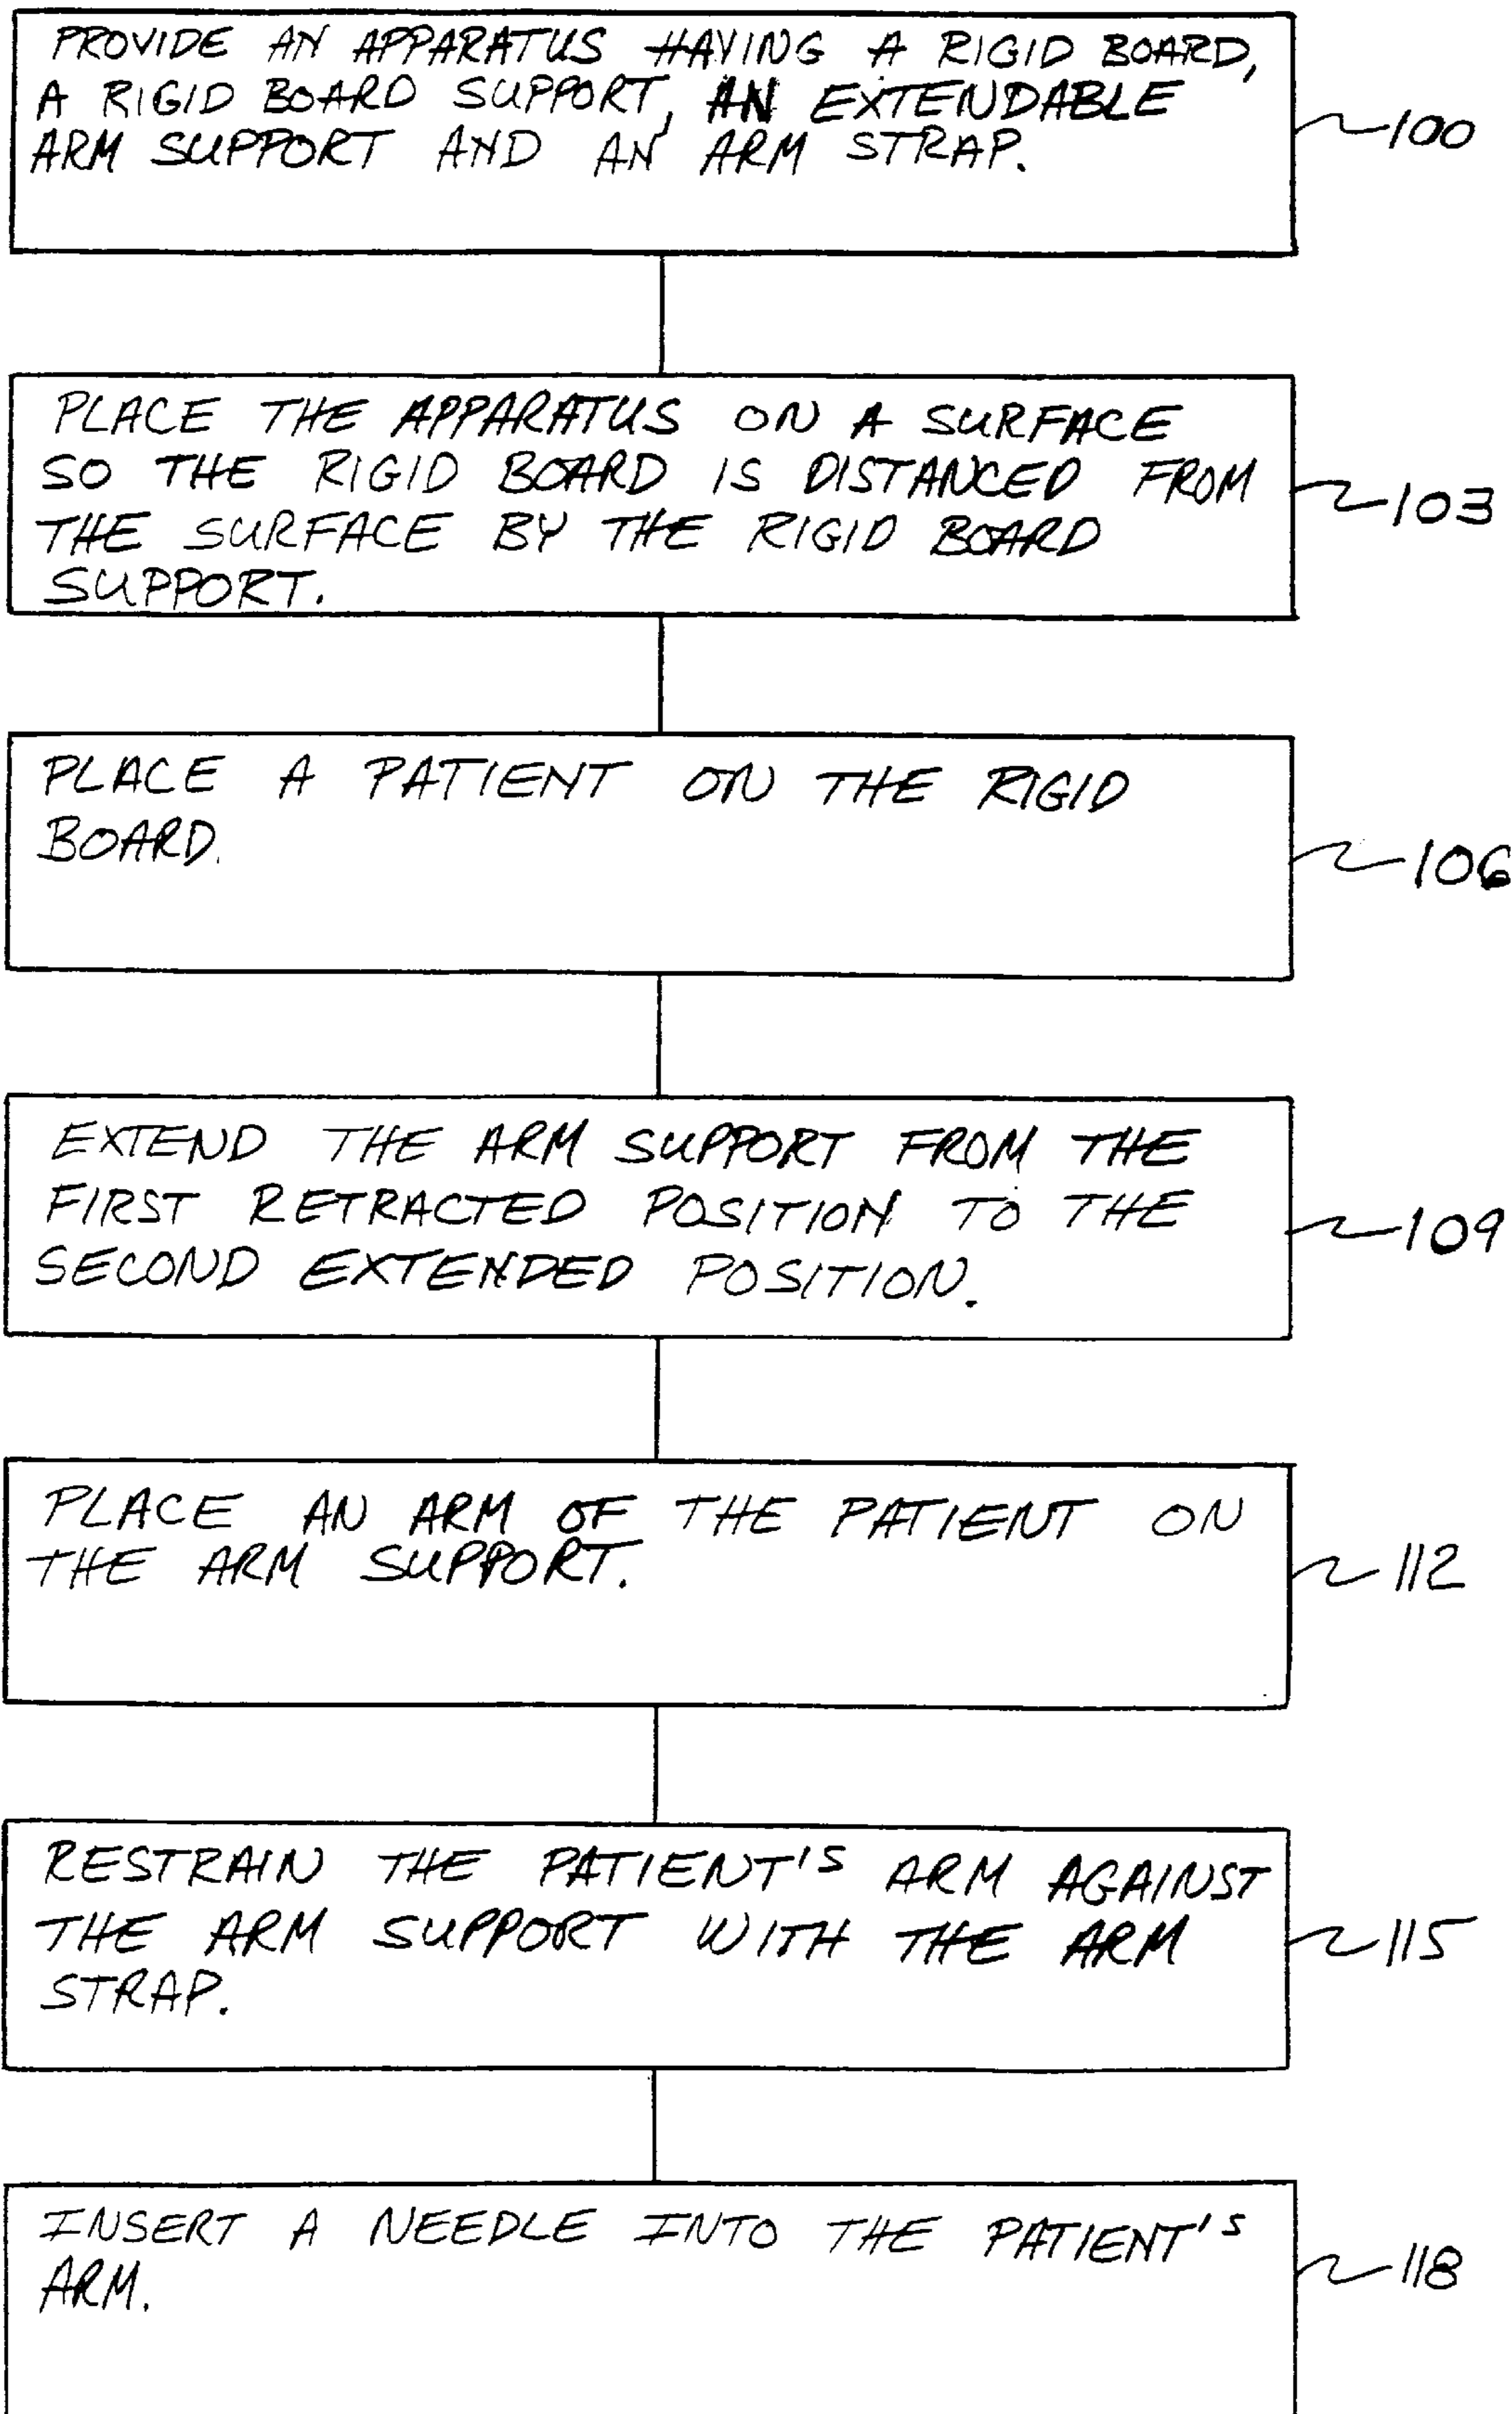 PROVIDE AN APPARATUS HAVING A RIGID BOARD,
A RIGID BOARD SUPPORT, AN EXTENDABLE
ARM SUPPORT AND AN ARM STRAP.
100
PLACE THE APPARATUS ON A SURFACE
SO THE RIGID BOARD IS DISTANCED FROM
THE SURFACE BY THE RIGID BOARD
SUPPORT.
103
PLACE A PATIENT ON THE RIGID
BOARD.
106
EXTEND THE ARM SUPPORT FROM THE
FIRST RETRACTED POSITION TO THE
SECOND EXTENDED POSITION.
109
PLACE AN ARM OF THE PATIENT ON
THE ARM SUPPORT.
112
RESTRAIN THE PATIENT'S ARM AGAINST
THE ARM SUPPORT WITH THE ARM
STRAP.
115
INSERT A NEEDLE INTO THE PATIENT'S
ARM.
118